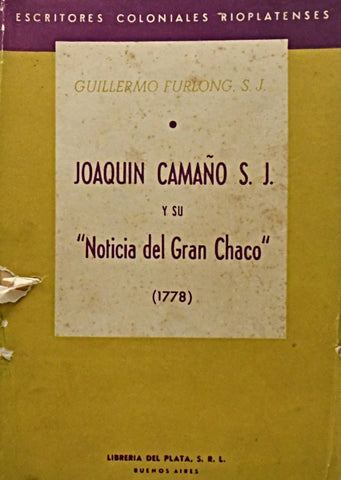 ESCRITORES COLONIALES RIOPLATENSES
GUILLERMO FURLONG, S. J.
JOAQUIN CAMAÑO S. J.
Y SU
"Noticia del Gran Chaco"
(1778)
LIBRERIA DEL PLATA, S. R. L.
BUENOS AIRES